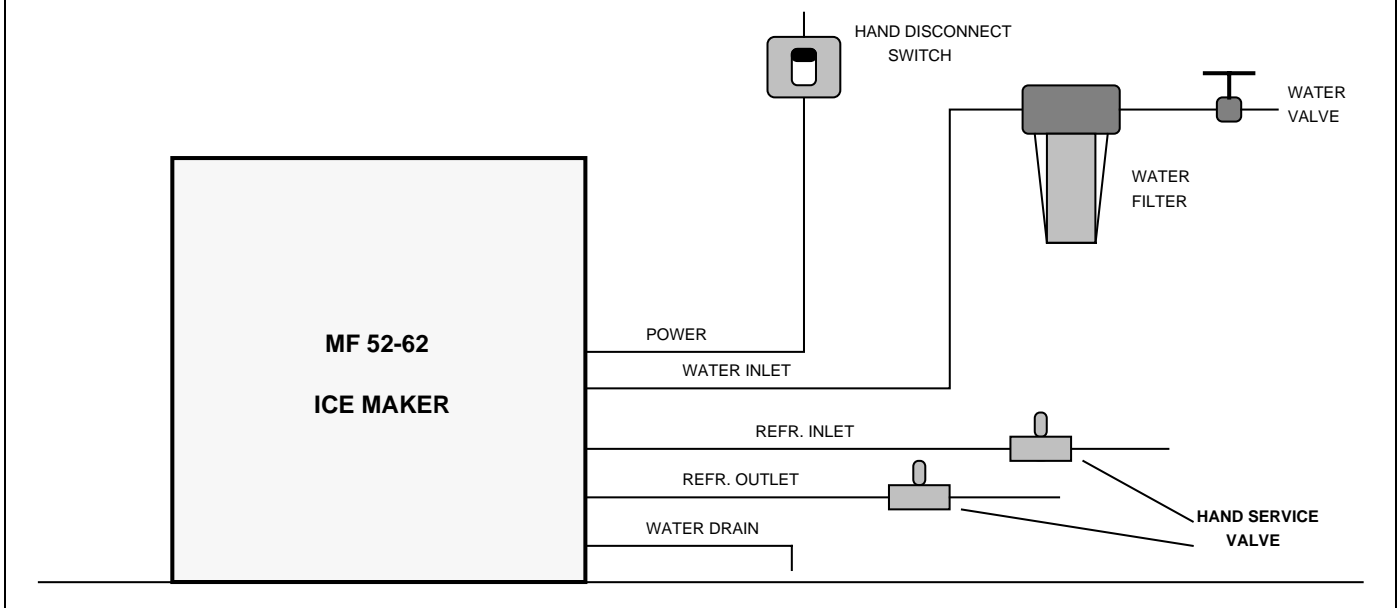 HAND DISCONNECT
SWITCH
WATER
VALVE
WATER
FILTER
MF 52-62
ICE MAKER
POWER
WATER INLET
REFR. INLET
REFR. OUTLET
WATER DRAIN
HAND SERVICE
VALVE